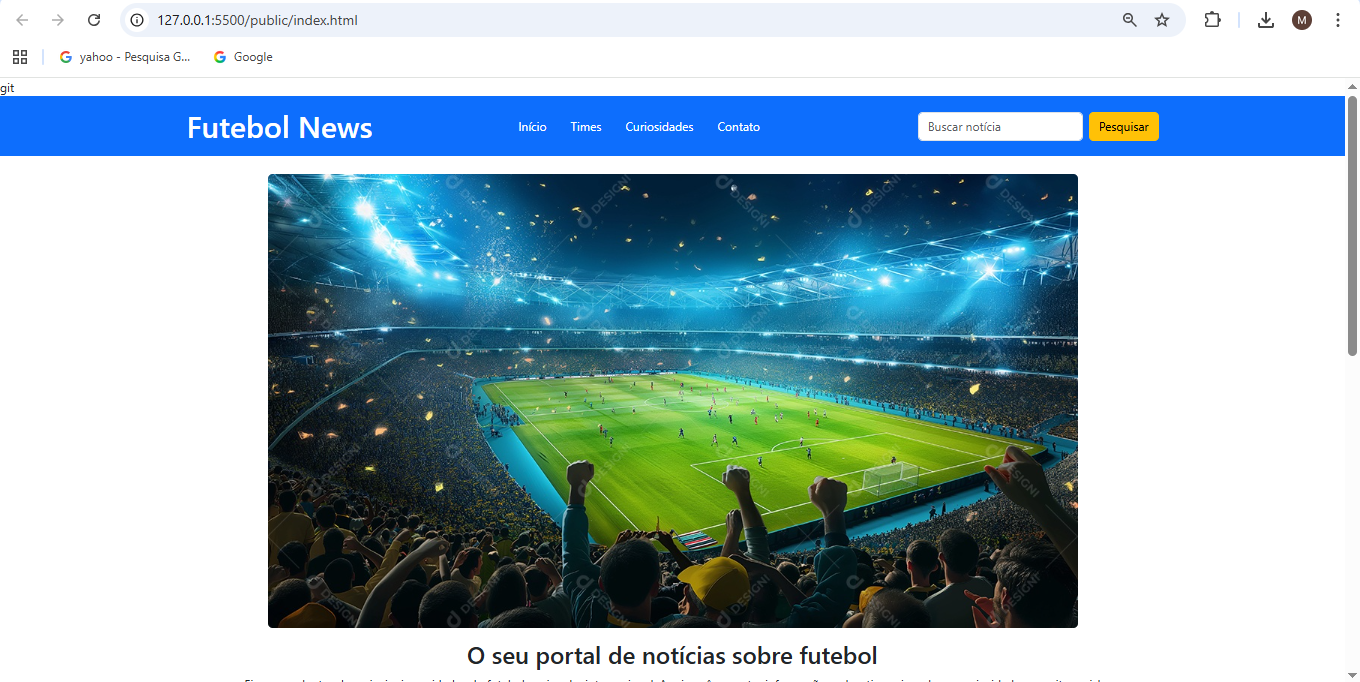 127.0.0.1:5500/public/index.html
M
yahoo - Pesquisa G...
Google
git
Futebol News
Início
Times
Curiosidades
Contato
Buscar notícia
Pesquisar
DESIGNI
O seu portal de notícias sobre futebol